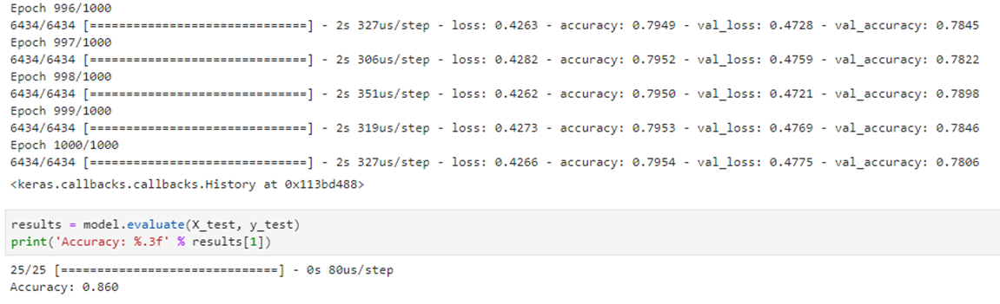 Epoch 996/1000
6434/6434 [==============================] - 2s 327us/step - loss: 0.4263 - accuracy: 0.7949 - val_loss: 0.4728 - val_accuracy: 0.7845
Epoch 997/1000
6434/6434 [==============================] - 2s 306us/step - loss: 0.4282 - accuracy: 0.7952 - val_loss: 0.4759 - val_accuracy: 0.7822
Epoch 998/1000
6434/6434 [==============================] - 2s 351us/step - loss: 0.4262 - accuracy: 0.7950 - val_loss: 0.4721 - val_accuracy: 0.7898
Epoch 999/1000
6434/6434 [==============================] - 2s 319us/step - loss: 0.4273 - accuracy: 0.7953 - val_loss: 0.4769 - val_accuracy: 0.7846
Epoch 1000/1000
6434/6434 [==============================] - 2s 327us/step - loss: 0.4266 - accuracy: 0.7954 - val_loss: 0.4775 - val_accuracy: 0.7806
<keras.callbacks.callbacks.History at 0x113bd488>
results = model.evaluate(X_test, y_test)
print('Accuracy: %.3f' % results[1])
25/25 [==============================] - 0s 80us/step
Accuracy: 0.860